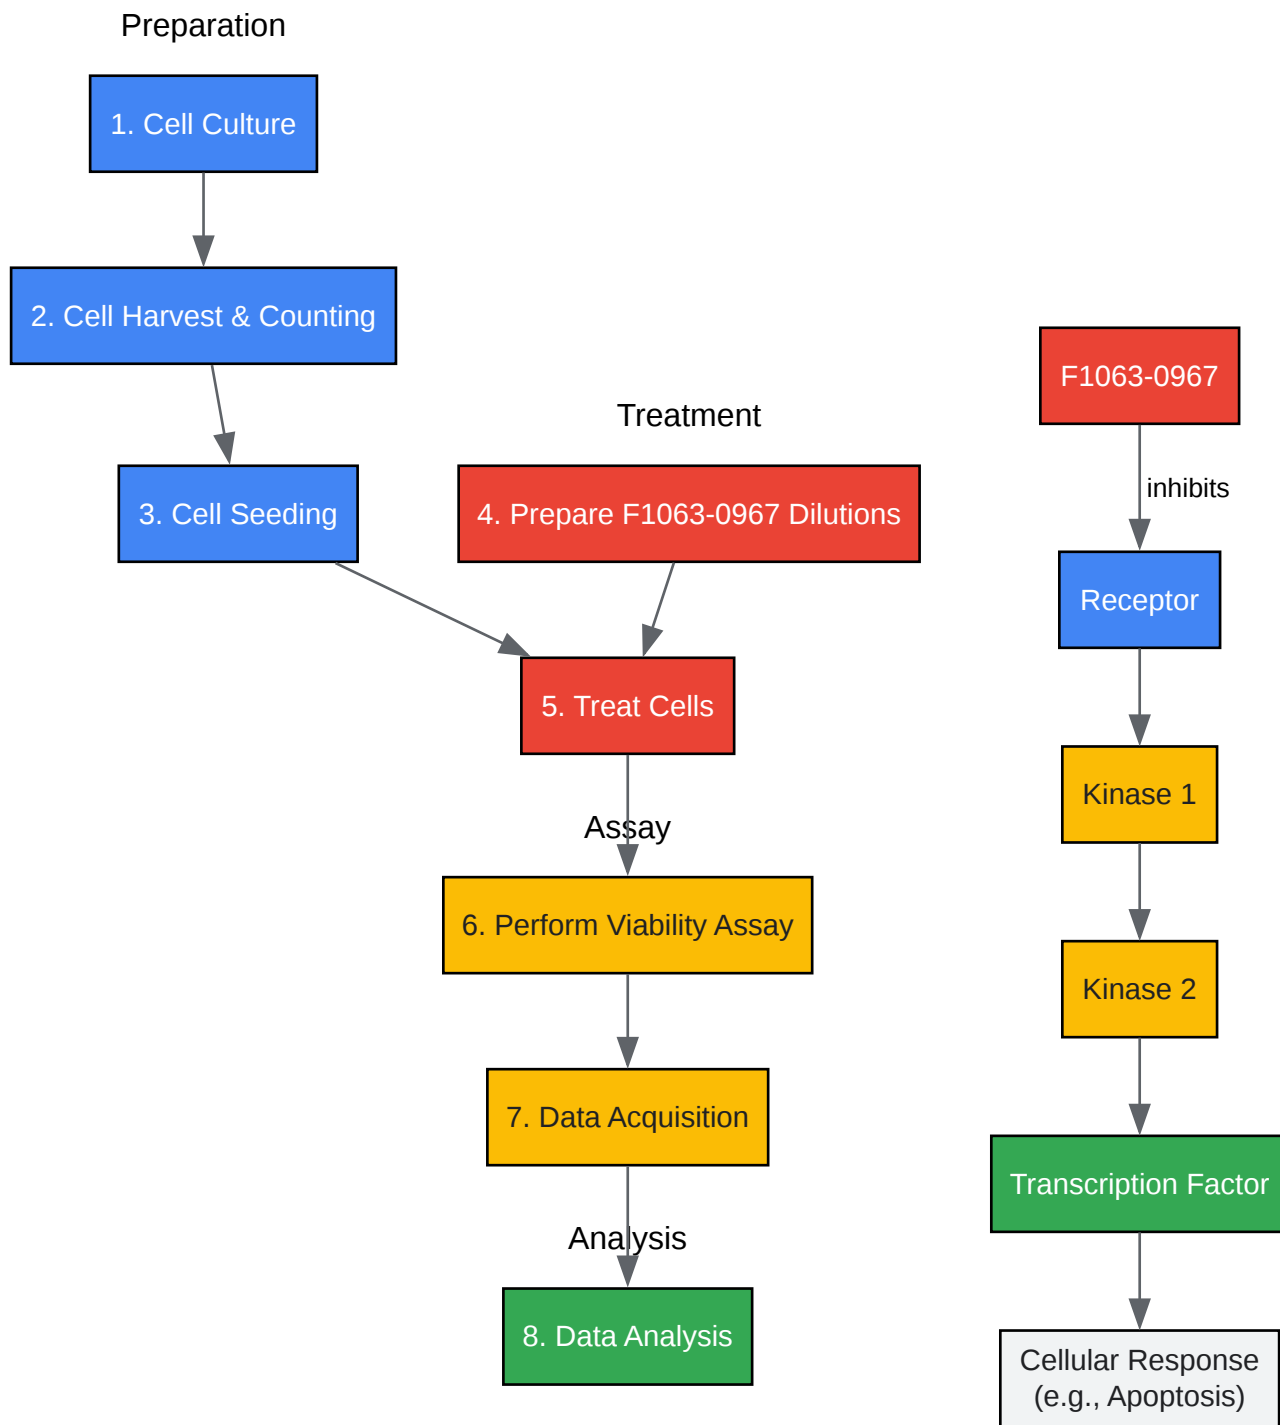 Preparation
1. Cell Culture
2. Cell Harvest & Counting
3. Cell Seeding
Treatment
4. Prepare F1063-0967 Dilutions
5. Treat Cells
Assay
6. Perform Viability Assay
7. Data Acquisition
Analysis
8. Data Analysis
F1063-0967
inhibits
Receptor
Kinase 1
Kinase 2
Transcription Factor
Cellular Response
(e.g., Apoptosis)